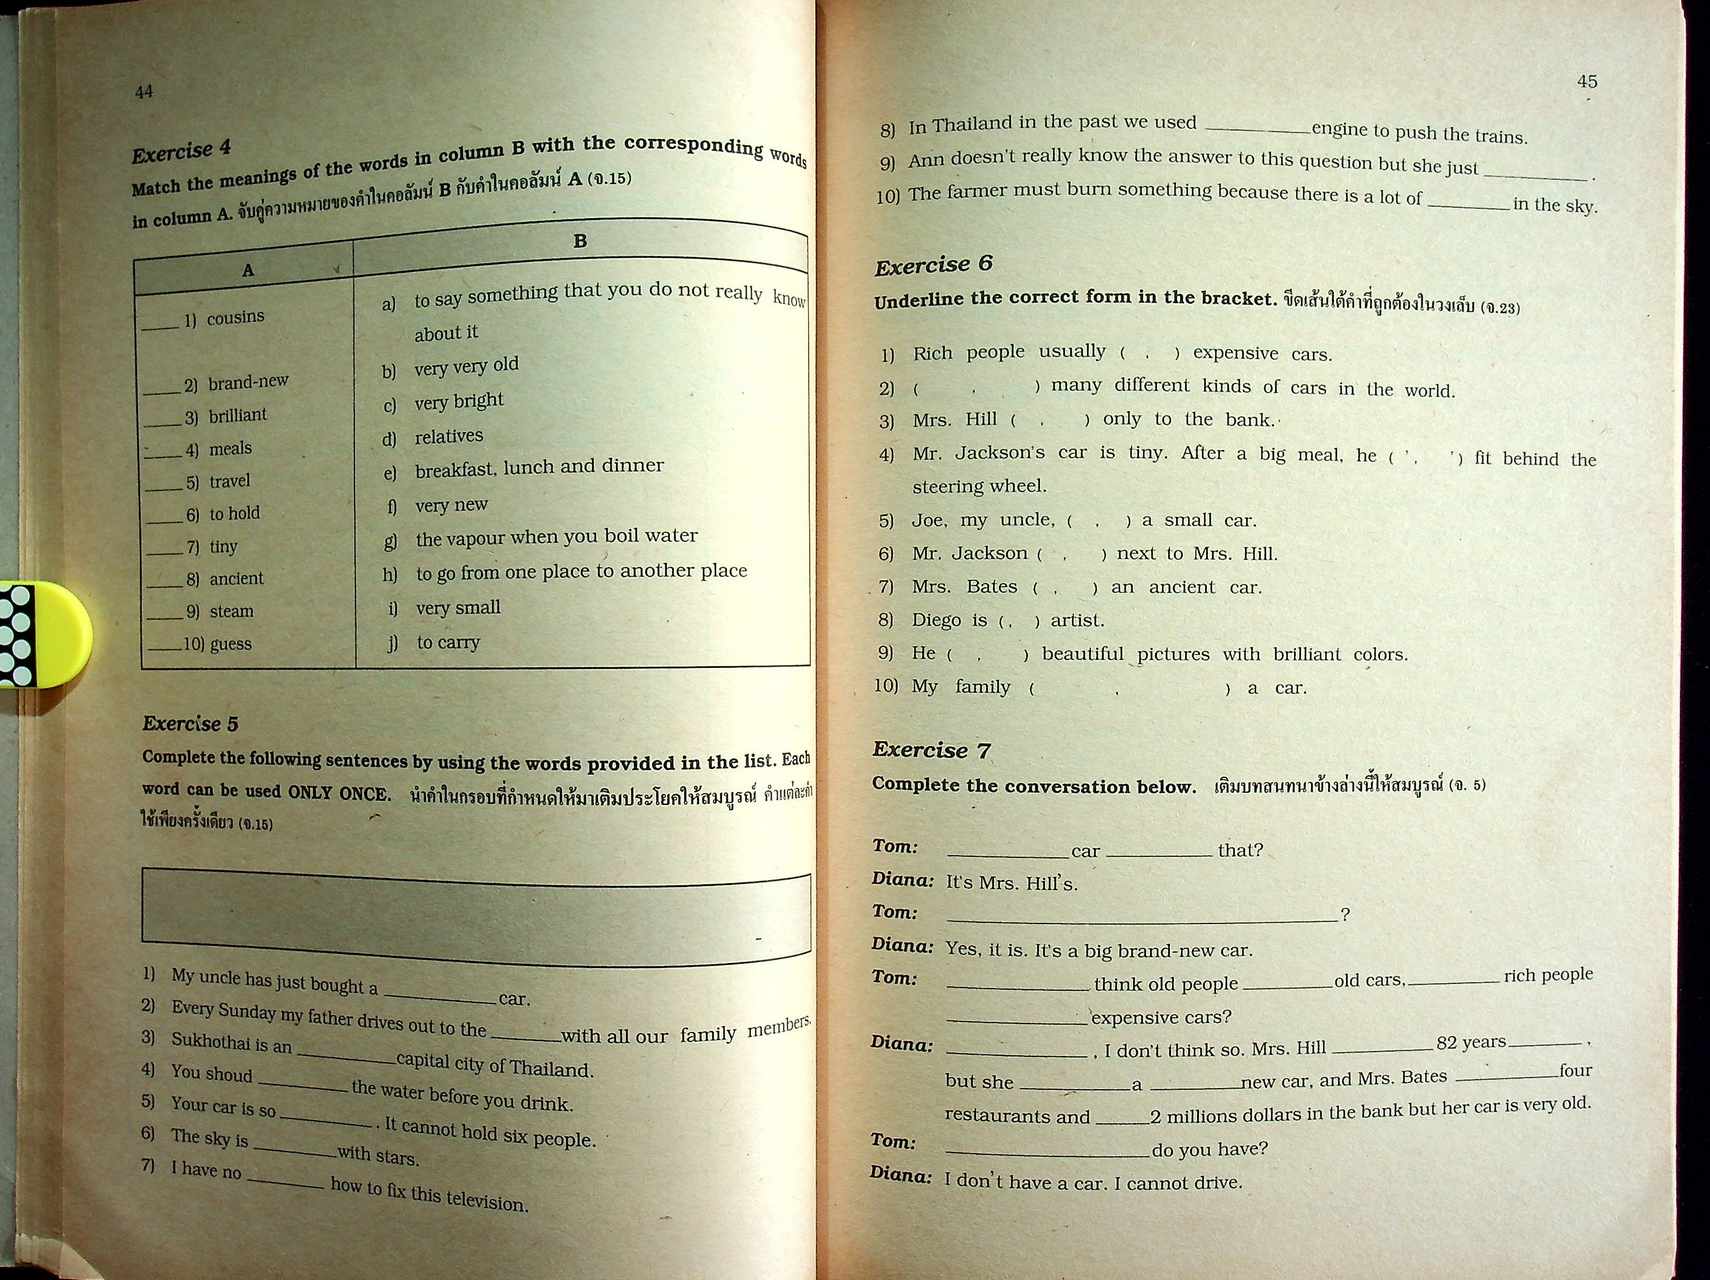 44
Exercise 4
Match the meanings of the words in column B with the corresponding words
in column A. จับคู่ความหมายของคำในคอลัมน์ B กับคำในคอลัมน์ A (จ.15)
A B
____ 1) cousins
____ 2) brand-new
____ 3) brilliant
____ 4) meals
____ 5) travel
____ 6) to hold
____ 7) tiny
____ 8) ancient
____ 9) steam
____ 10) guess
a) to say something that you do not really know
about it
b) very very old
c) very bright
d) relatives
e) breakfast, lunch and dinner
f) very new
g) the vapour when you boil water
h) to go from one place to another place
i) very small
j) to carry
Exercise 5
Complete the following sentences by using the words provided in the list. Each
word can be used ONLY ONCE. นำคำในกรอบที่กำหนดให้มาเติมประโยคให้สมบูรณ์ คำแต่ละคำ
ใช้เพียงครั้งเดียว (จ.15)
1) My uncle has just bought a __________ car.
2) Every Sunday my father drives out to the _______ with all our family members.
3) Sukhothai is an __________ capital city of Thailand.
4) You shoud _________ the water before you drink.
5) Your car is so _________ . It cannot hold six people.
6) The sky is ________ with stars.
7) I have no ________ how to fix this television.
45
8) In Thailand in the past we used __________ engine to push the trains.
9) Ann doesn't really know the answer to this question but she just __________ .
10) The farmer must burn something because there is a lot of ________ in the sky.
Exercise 6
Underline the correct form in the bracket. ขีดเส้นใต้คำที่ถูกต้องในวงเล็บ (จ.23)
1) Rich people usually ( , ) expensive cars.
2) ( , ) many different kinds of cars in the world.
3) Mrs. Hill ( , ) only to the bank.
4) Mr. Jackson's car is tiny. After a big meal, he ( ', ' ) fit behind the
steering wheel.
5) Joe, my uncle, ( , ) a small car.
6) Mr. Jackson ( , ) next to Mrs. Hill.
7) Mrs. Bates ( , ) an ancient car.
8) Diego is ( , ) artist.
9) He ( , ) beautiful pictures with brilliant colors.
10) My family ( , ) a car.
Exercise 7
Complete the conversation below. เติมบทสนทนาข้างล่างนี้ให้สมบูรณ์ (จ. 5)
Tom: ____________ car __________ that?
Diana: It's Mrs. Hill's.
Tom: ______________________________________ ?
Diana: Yes, it is. It's a big brand-new car.
Tom: ______________ think old people _________ old cars, _________ rich people
______________ expensive cars?
Diana: ______________ , I don't think so. Mrs. Hill __________ 82 years _______ ,
but she ___________ a _________ new car, and Mrs. Bates __________ four
restaurants and _____ 2 millions dollars in the bank but her car is very old.
Tom: ____________________ do you have?
Diana: I don't have a car. I cannot drive.